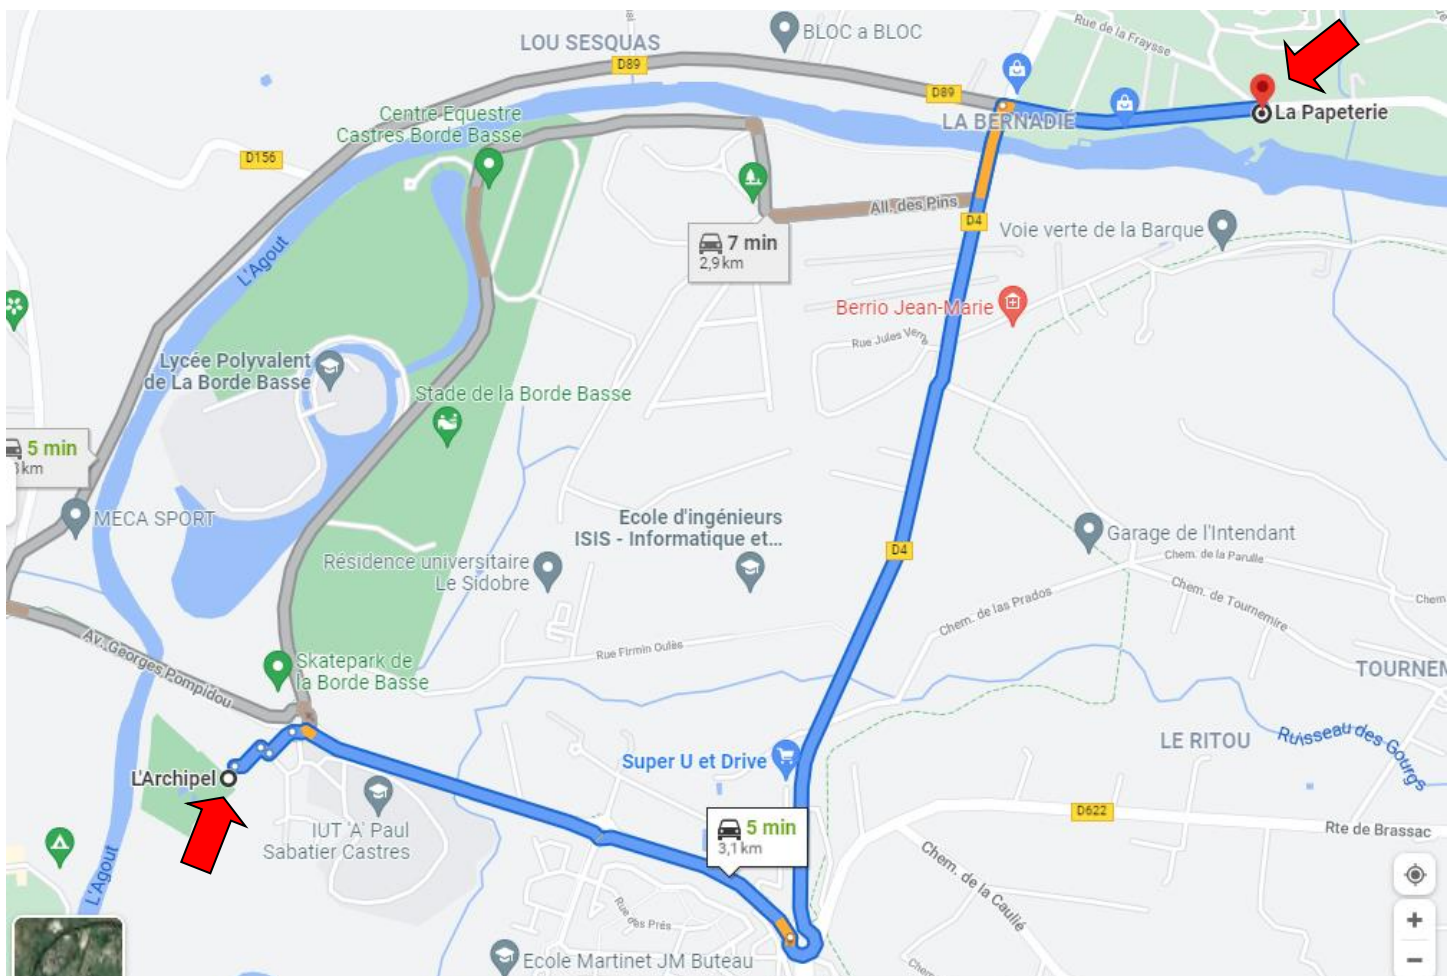 Rue de la Fraysse
BLOC a BLOC
LOU SESQUAS
D89
D89
Centre Equestre
Castres Borde Basse
LA BERNADIÉ
La Papeterie
D156
All. des Pins
D4
Voie verte de la Barque
7 min
2,9 km
L'Agout
Berrio Jean-Marie
Rue Jules Vern
Lycée Polyvalent
de La Borde Basse
Stade de la Borde Basse
5 min
km
MECA SPORT
Ecole d'ingénieurs
ISIS - Informatique et...
Garage de l'Intendant
D4
Résidence universitaire
Le Sidobre
Chem. de la Parulle
Chem. de Tournemire
Chem
Chem. de las Prados
Av. Georges Pompidou
Rue Firmin Oulès
Skatepark de
la Borde Basse
TOURNEM
LE RITOU
Ruisseau des Gourgs
Super U et Drive
L'Archipel
D622
5 min
3,1 km
Rte de Brassac
IUT 'A' Paul
Sabatier Castres
L'Agout
Chem. de la Caulié
Rue des Prés
Ecole Martinet JM Buteau
Chem